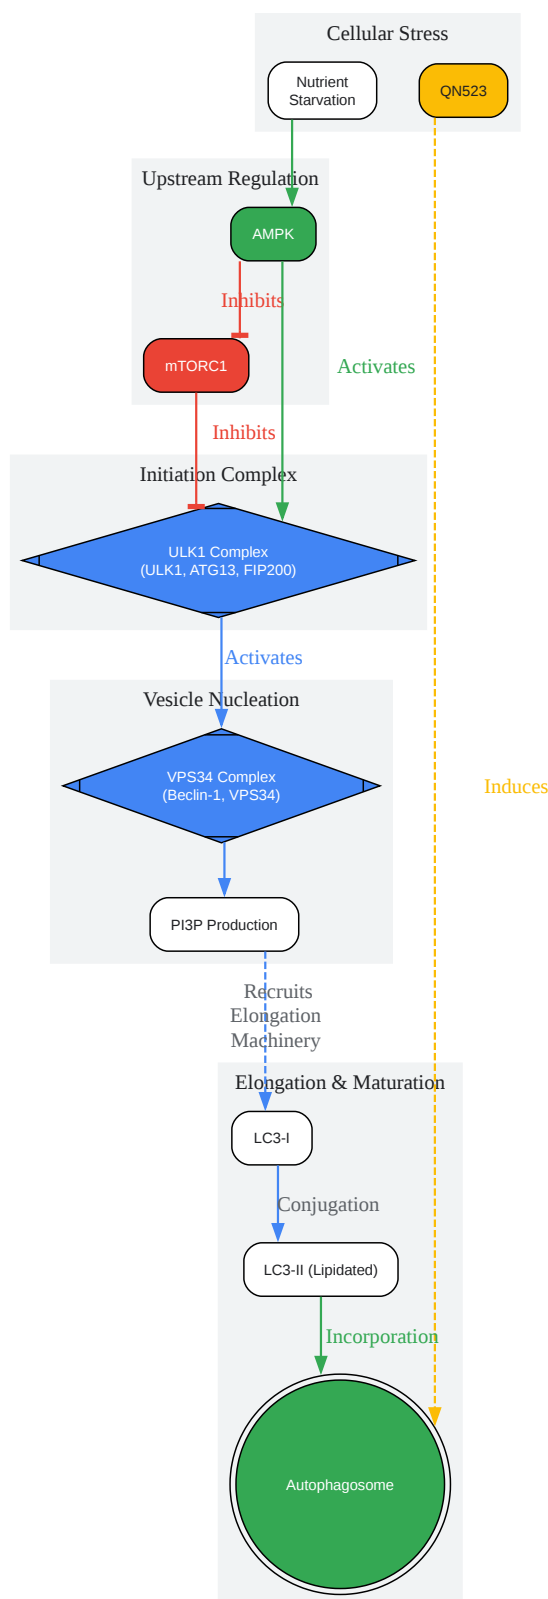 Cellular Stress
Nutrient
Starvation
QN523
Upstream Regulation
AMPK
Inhibits
mTORC1
Activates
Inhibits
Initiation Complex
ULK1 Complex
(ULK1, ATG13, FIP200)
Activates
Vesicle Nucleation
VPS34 Complex
(Beclin-1, VPS34)
Induces
PI3P Production
Recruits
Elongation
Machinery
Elongation & Maturation
LC3-I
Conjugation
LC3-II (Lipidated)
Incorporation
Autophagosome